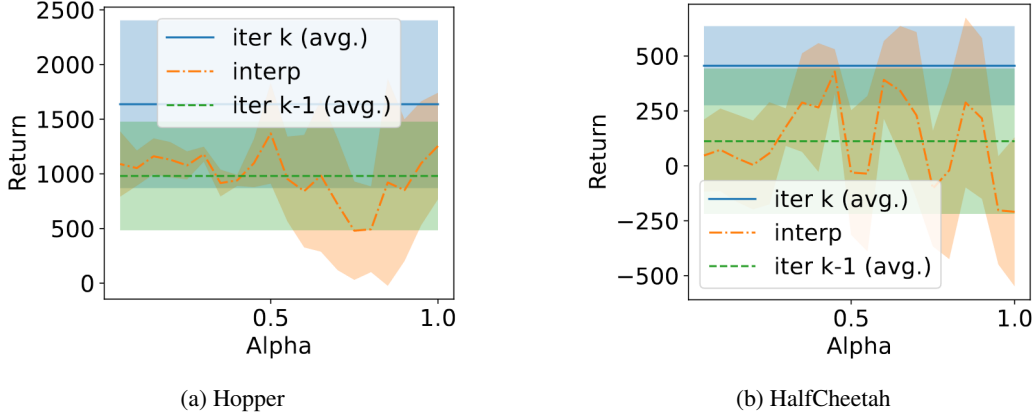 2500
2000
1500
1000
500
0
Return
iter k (avg.)
interp
iter k-1 (avg.)
0.5
1.0
Alpha
(a) Hopper
500
250
0
−250
−500
Return
iter k (avg.)
interp
iter k-1 (avg.)
0.5
1.0
Alpha
(b) HalfCheetah